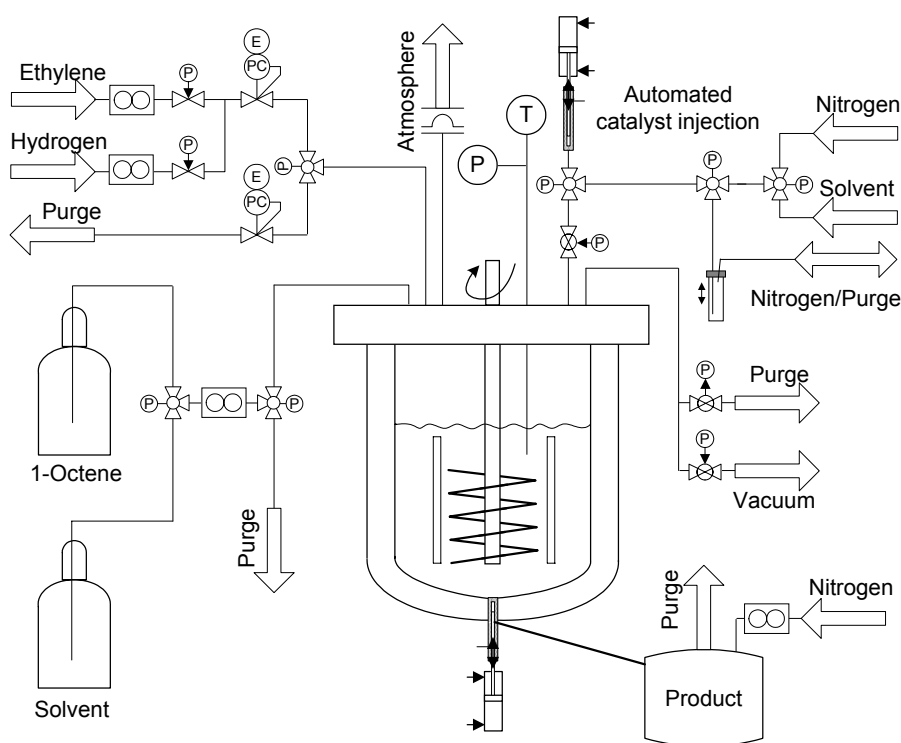 Ethylene
P
E
PC
Hydrogen
P
P
E
PC
Purge
Atmosphere
T
P
Automated
catalyst injection
Nitrogen
P
P
P
Solvent
P
Nitrogen/Purge
1-Octene
P
P
Purge
Solvent
P
Purge
P
Vacuum
Purge
Nitrogen
Product